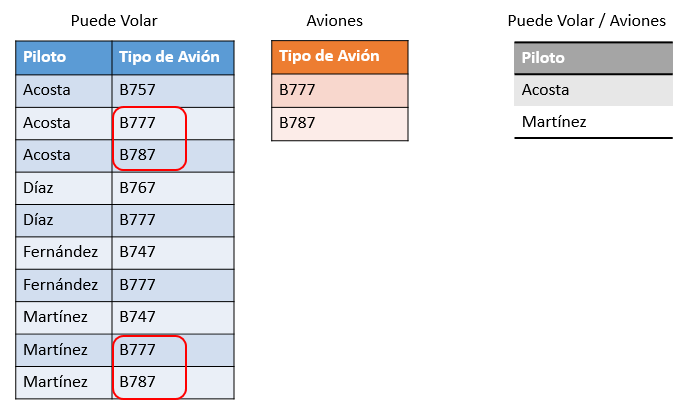 Puede Volar
Piloto Tipo de Avión
Acosta B757
Acosta B777
Acosta B787
Díaz B767
Díaz B777
Fernández B747
Fernández B777
Martínez B747
Martínez B777
Martínez B787
Aviones
Tipo de Avión
B777
B787
Puede Volar / Aviones
Piloto
Acosta
Martínez